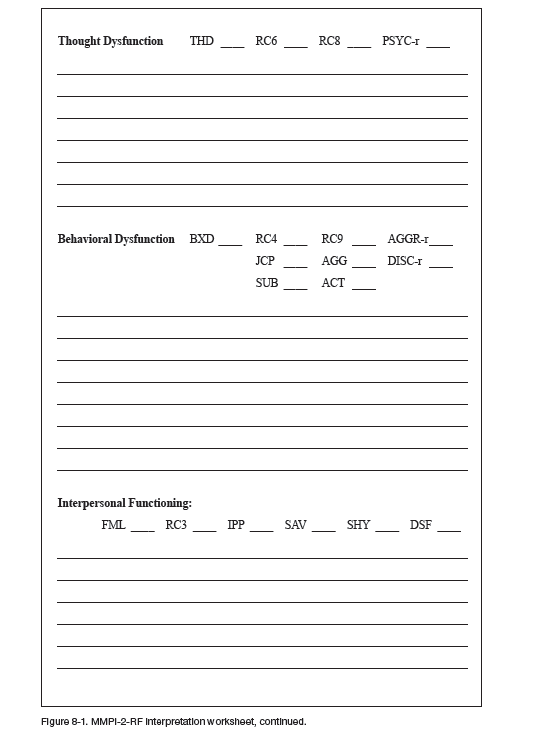 Thought Dysfunction THD ____ RC6 ____ RC8 ____ PSYC-r ____
Behavioral Dysfunction BXD ____ RC4 ____ RC9 ____ AGGR-r____
JCP ____ AGG ____ DISC-r ____
SUB ____ ACT ____
Interpersonal Functioning:
FML ____ RC3 ____ IPP ____ SAV ____ SHY ____ DSF ____
Figure 8-1. MMPI-2-RF interpretation worksheet, continued.